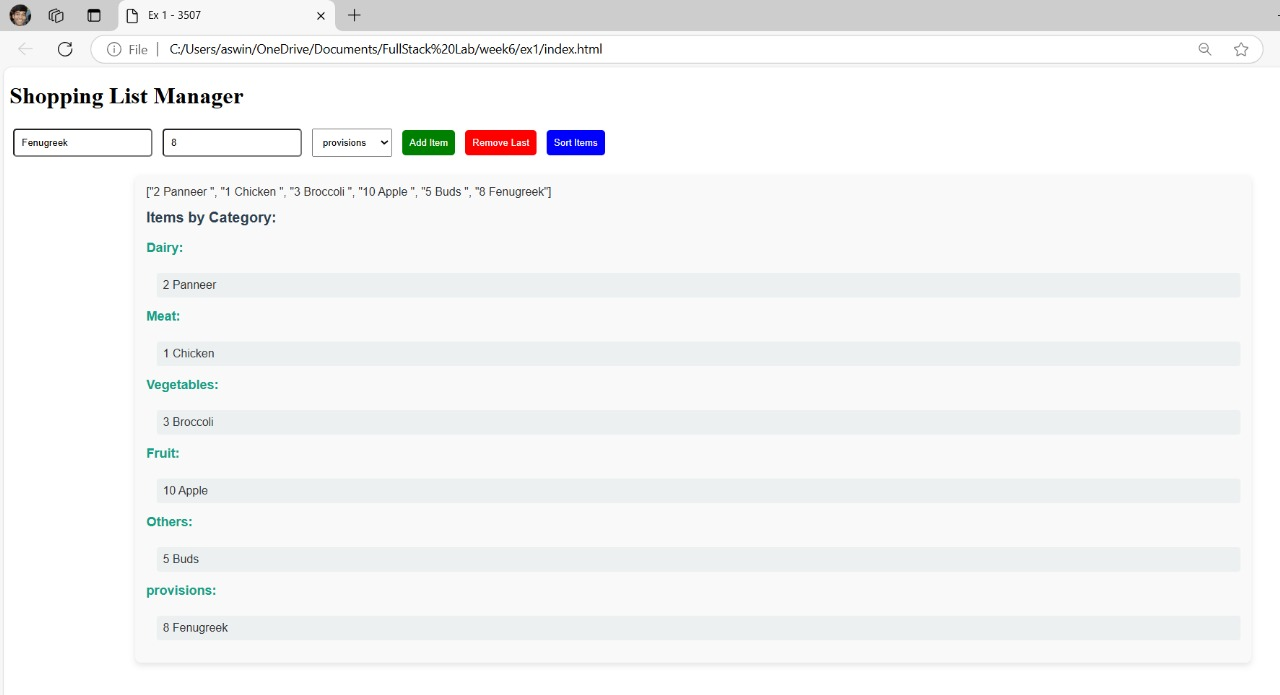 Ex 1 - 3507
File | C:/Users/aswin/OneDrive/Documents/FullStack%20Lab/week6/ex1/index.html
Shopping List Manager
Fenugreek 8 provisions Add Item Remove Last Sort Items
["2 Panneer ", "1 Chicken ", "3 Broccoli ", "10 Apple ", "5 Buds ", "8 Fenugreek"]
Items by Category:
Dairy:
2 Panneer
Meat:
1 Chicken
Vegetables:
3 Broccoli
Fruit:
10 Apple
Others:
5 Buds
provisions:
8 Fenugreek